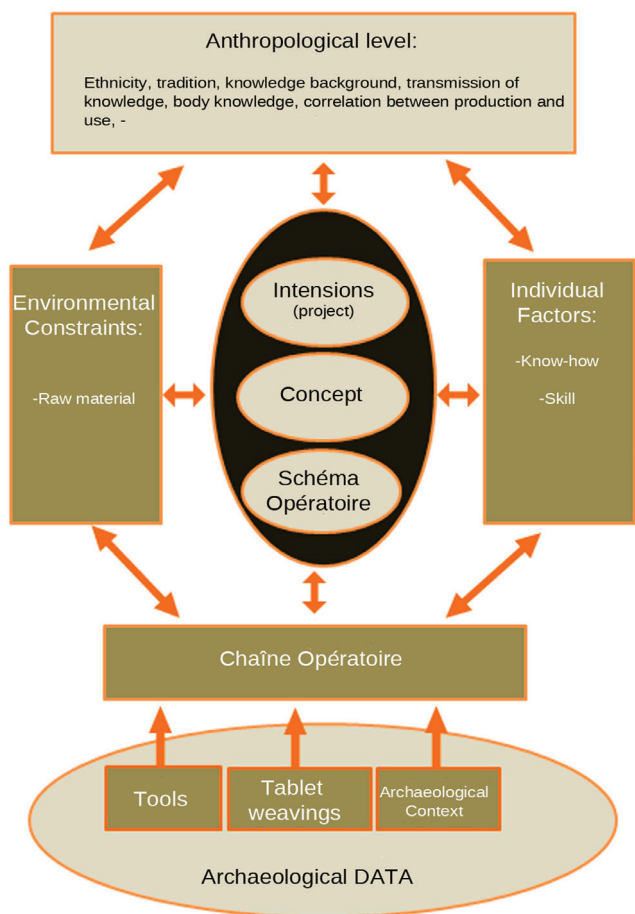 Anthropological level:
Ethnicity, tradition, knowledge background, transmission of
knowledge, body knowledge, correlation between production and
use, -
Environmental
Constraints:
-Raw material
Intensions
(project)
Concept
Schéma
Opératoire
Individual
Factors:
-Know-how
-Skill
Chaîne Opératoire
Tools
Tablet
weavings
Archaeological
Context
Archaeological DATA